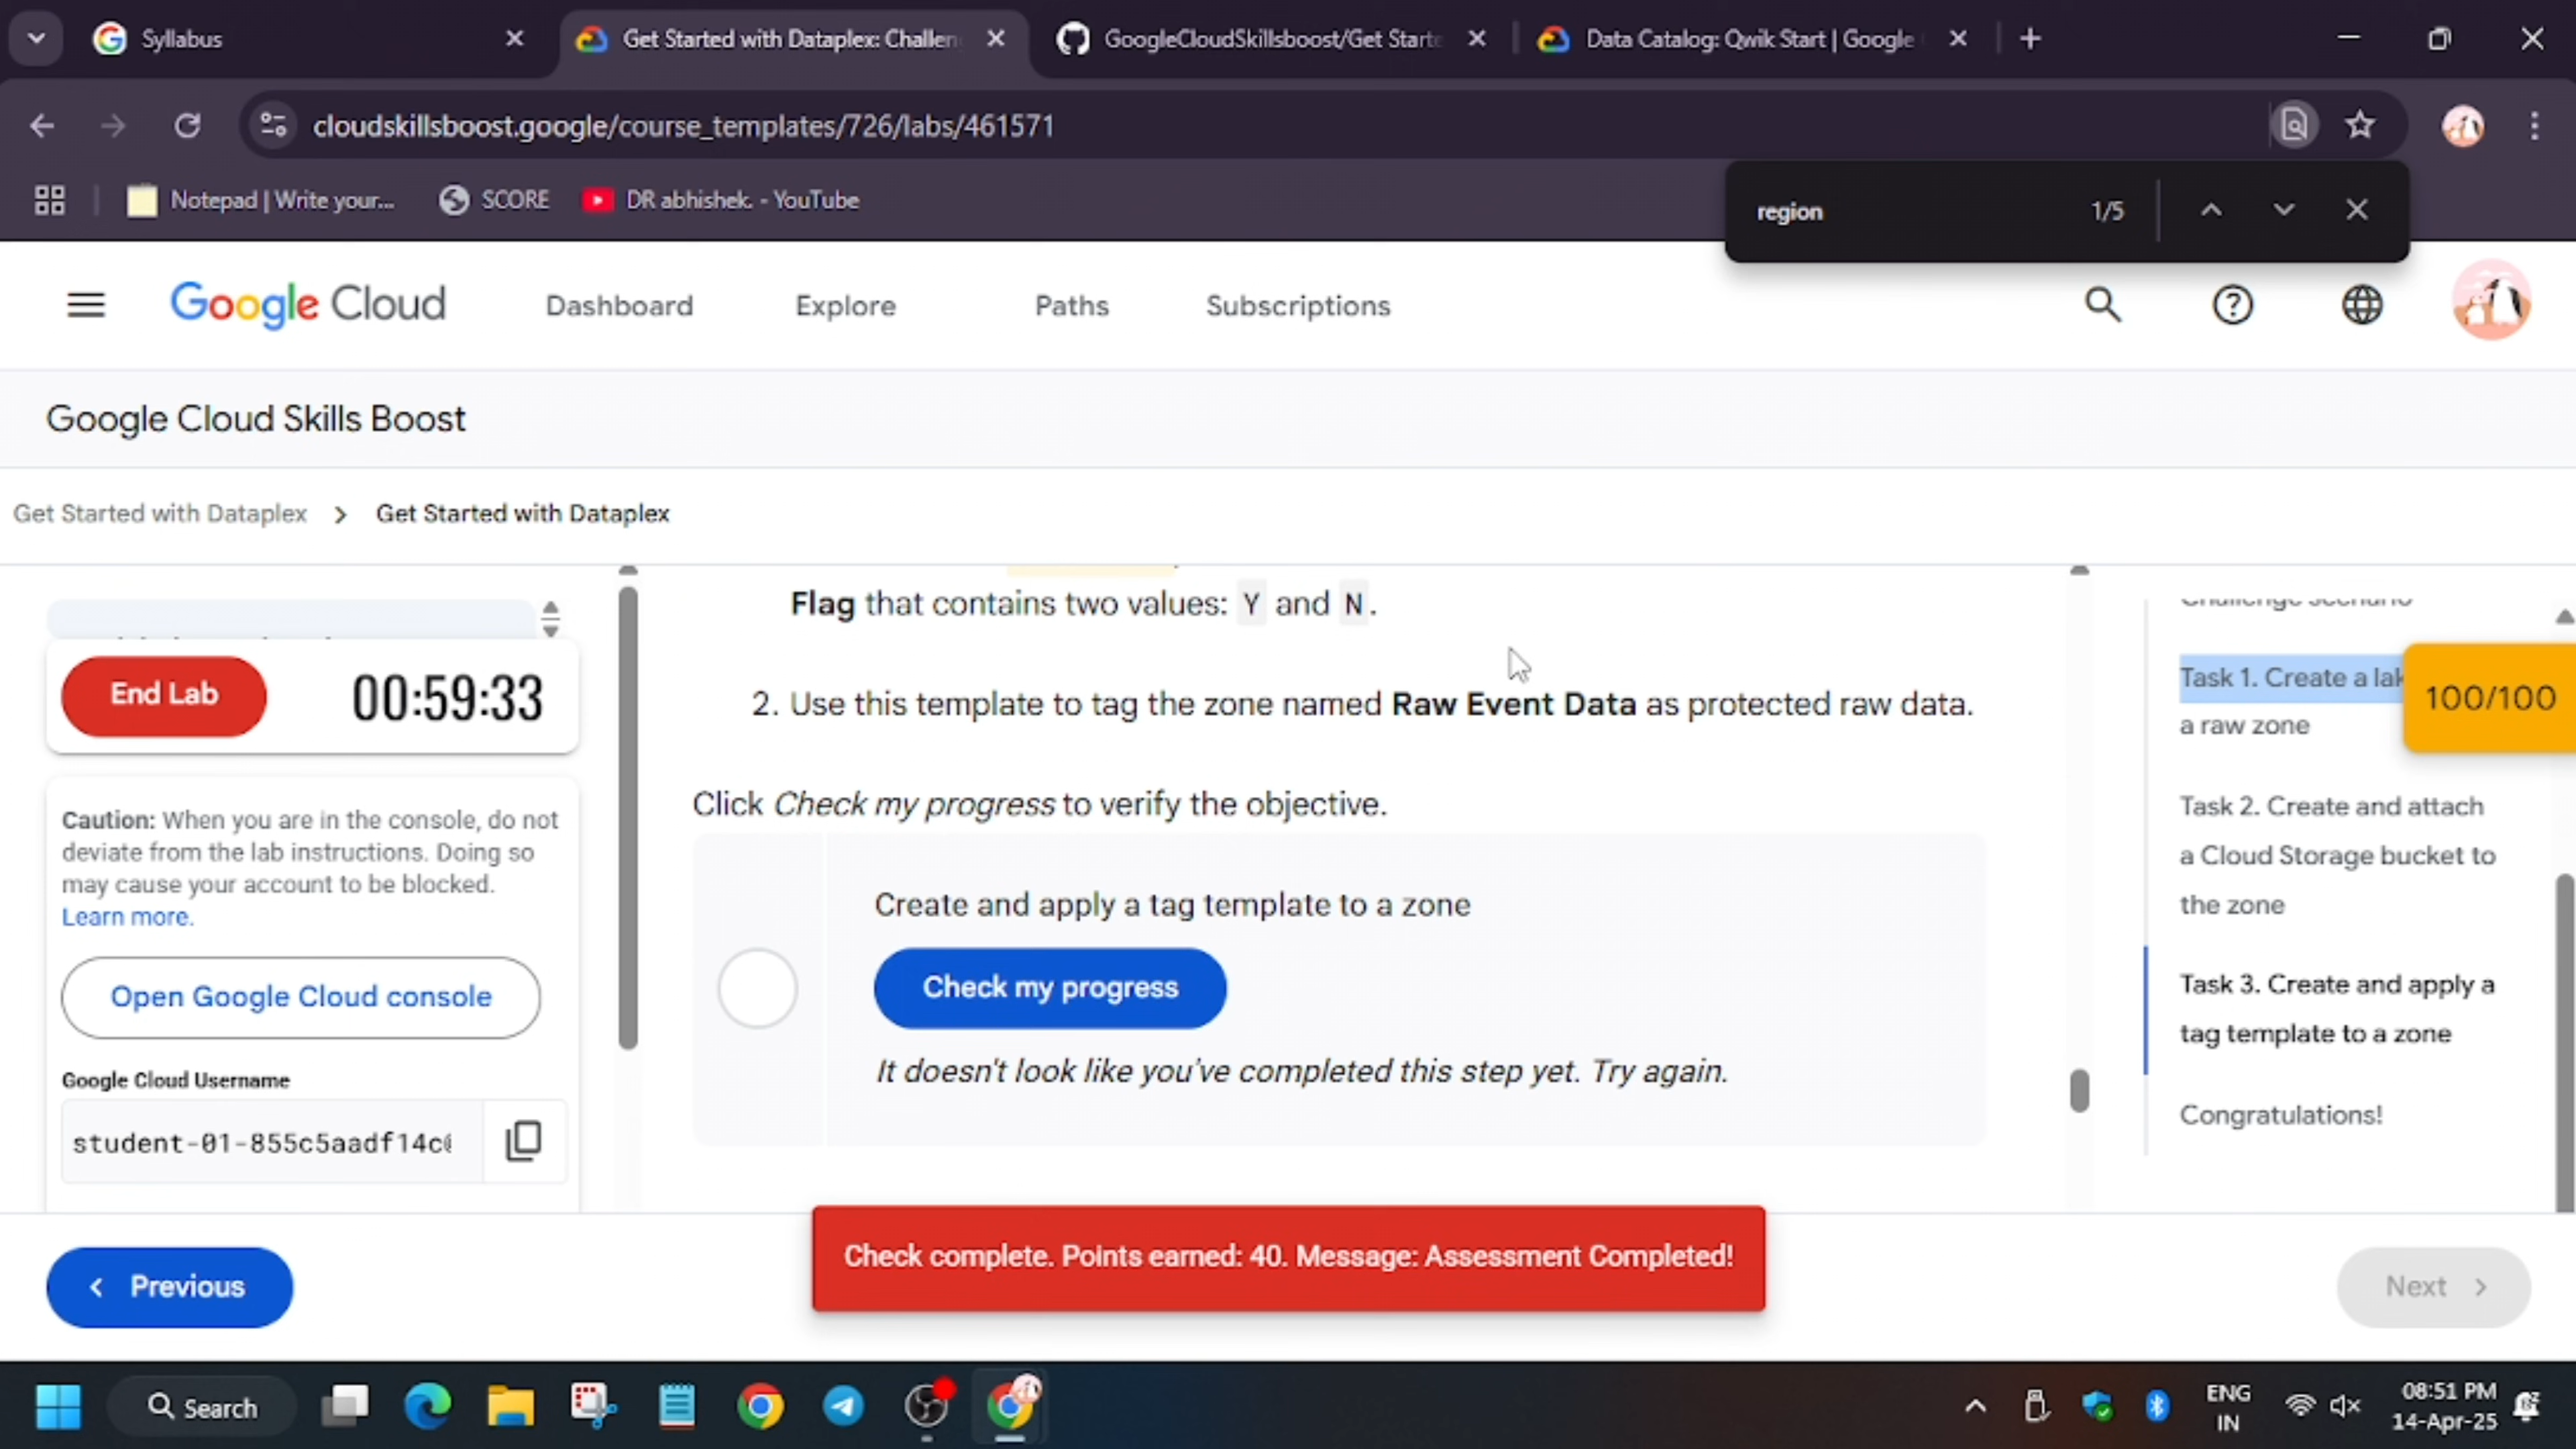 Syllabus
Get Started with Dataplex: Challen
GoogleCloudSkillsboost/Get Starte
Data Catalog: Qwik Start | Google
cloudskillsboost.google/course_templates/726/labs/461571
Notepad | Write your...
SCORE
DR abhishek. - YouTube
region
1/5
Google Cloud
Dashboard
Explore
Paths
Subscriptions
Google Cloud Skills Boost
Get Started with Dataplex > Get Started with Dataplex
End Lab
00:59:33
Caution: When you are in the console, do not
deviate from the lab instructions. Doing so
may cause your account to be blocked.
Learn more.
Open Google Cloud console
Google Cloud Username
student-01-855c5aadf14c
Flag that contains two values: Y and N.
2. Use this template to tag the zone named Raw Event Data as protected raw data.
Click Check my progress to verify the objective.
Create and apply a tag template to a zone
Check my progress
It doesn't look like you've completed this step yet. Try again.
Challenge scenario
Task 1. Create a lak
a raw zone
100/100
Task 2. Create and attach
a Cloud Storage bucket to
the zone
Task 3. Create and apply a
tag template to a zone
Congratulations!
Check complete. Points earned: 40. Message: Assessment Completed!
Previous
Next
Search
ENG
IN
08:51 PM
14-Apr-25